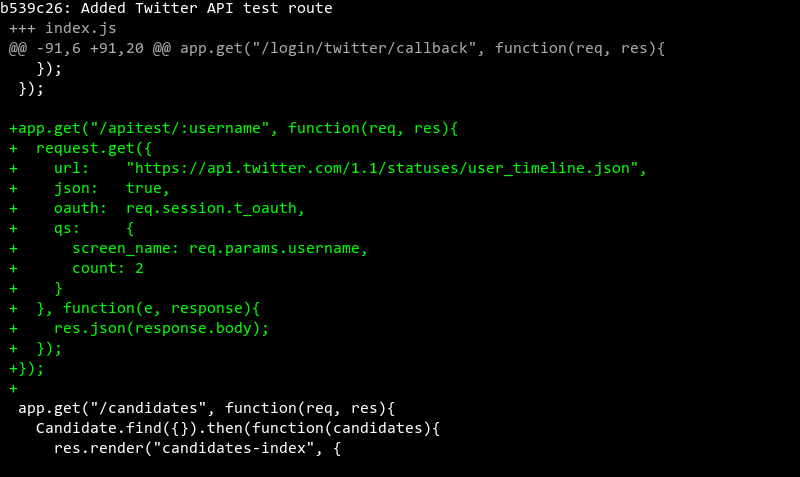 b539c26: Added Twitter API test route
+++ index.js
@@ -91,6 +91,20 @@ app.get("/login/twitter/callback", function(req, res){
   });
 });

+app.get("/apitest/:username", function(req, res){
+  request.get({
+    url:    "https://api.twitter.com/1.1/statuses/user_timeline.json",
+    json:   true,
+    oauth:  req.session.t_oauth,
+    qs:     {
+      screen_name: req.params.username,
+      count: 2
+    }
+  }, function(e, response){
+    res.json(response.body);
+  });
+});
+
 app.get("/candidates", function(req, res){
   Candidate.find({}).then(function(candidates){
     res.render("candidates-index", {